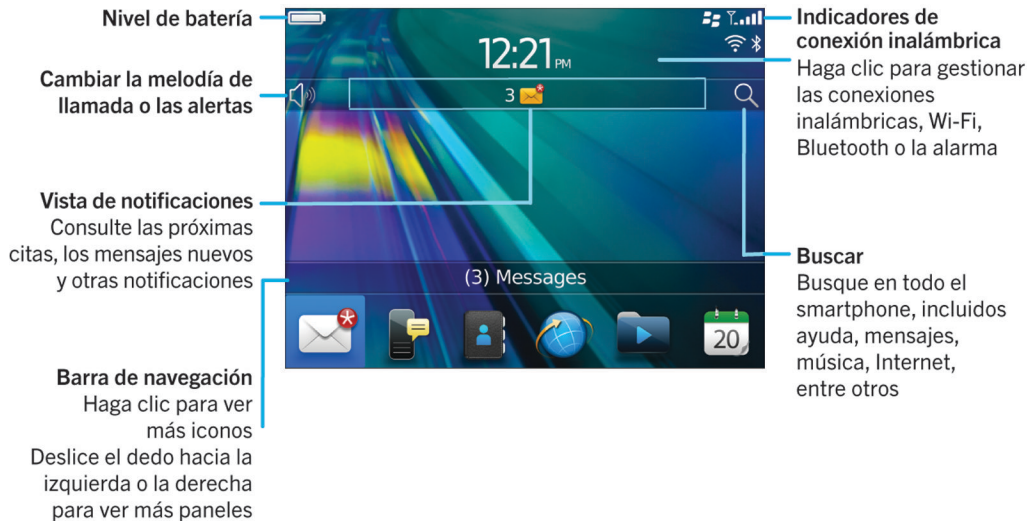 Nivel de batería
Cambiar la melodía de
llamada o las alertas
Vista de notificaciones
Consulte las próximas
citas, los mensajes nuevos
y otras notificaciones
Barra de navegación
Haga clic para ver
más iconos
Deslice el dedo hacia la
izquierda o la derecha
para ver más paneles
12:21 PM
3
(3) Messages
20
Indicadores de
conexión inalámbrica
Haga clic para gestionar
las conexiones
inalámbricas, Wi-Fi,
Bluetooth o la alarma
Buscar
Busque en todo el
smartphone, incluidos
ayuda, mensajes,
música, Internet,
entre otros